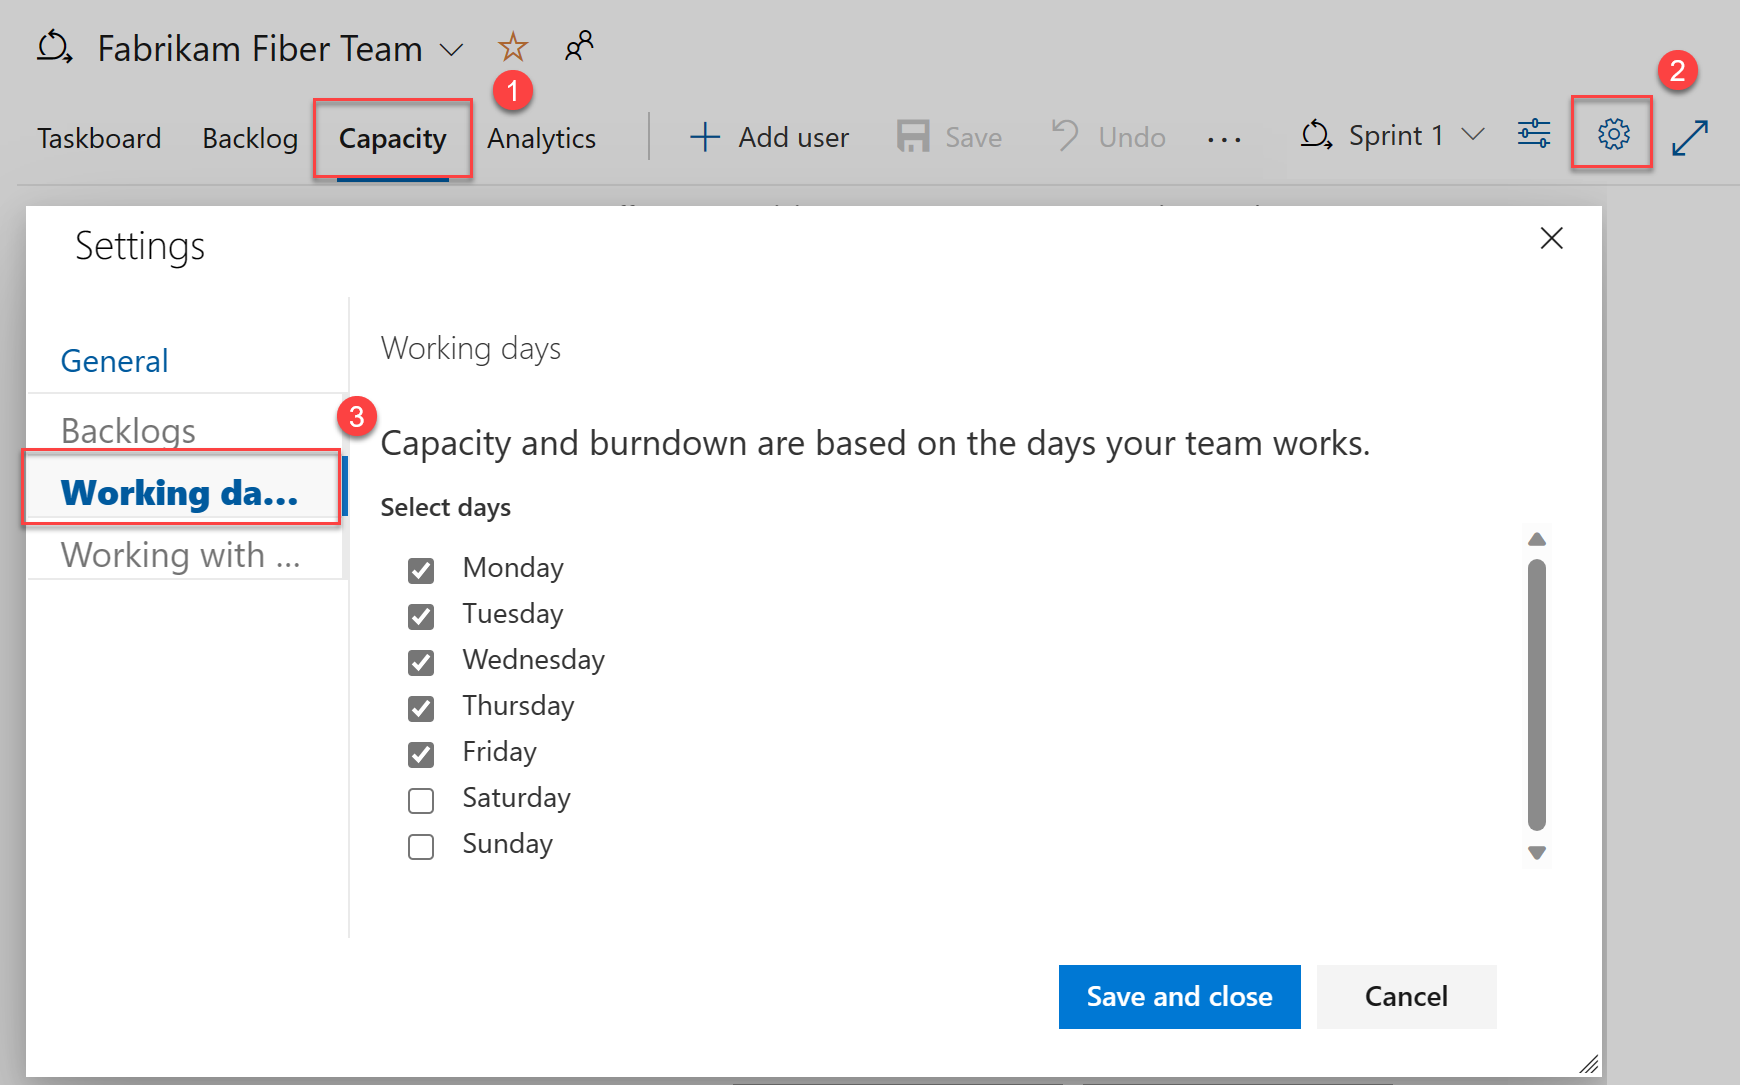 Fabrikam Fiber Team
1
2
Taskboard Backlog Capacity Analytics Add user Save Undo ... Sprint 1
Settings
General
Working days
Backlogs
3
Capacity and burndown are based on the days your team works.
Working da...
Select days
Working with ...
Monday
Tuesday
Wednesday
Thursday
Friday
Saturday
Sunday
Save and close Cancel